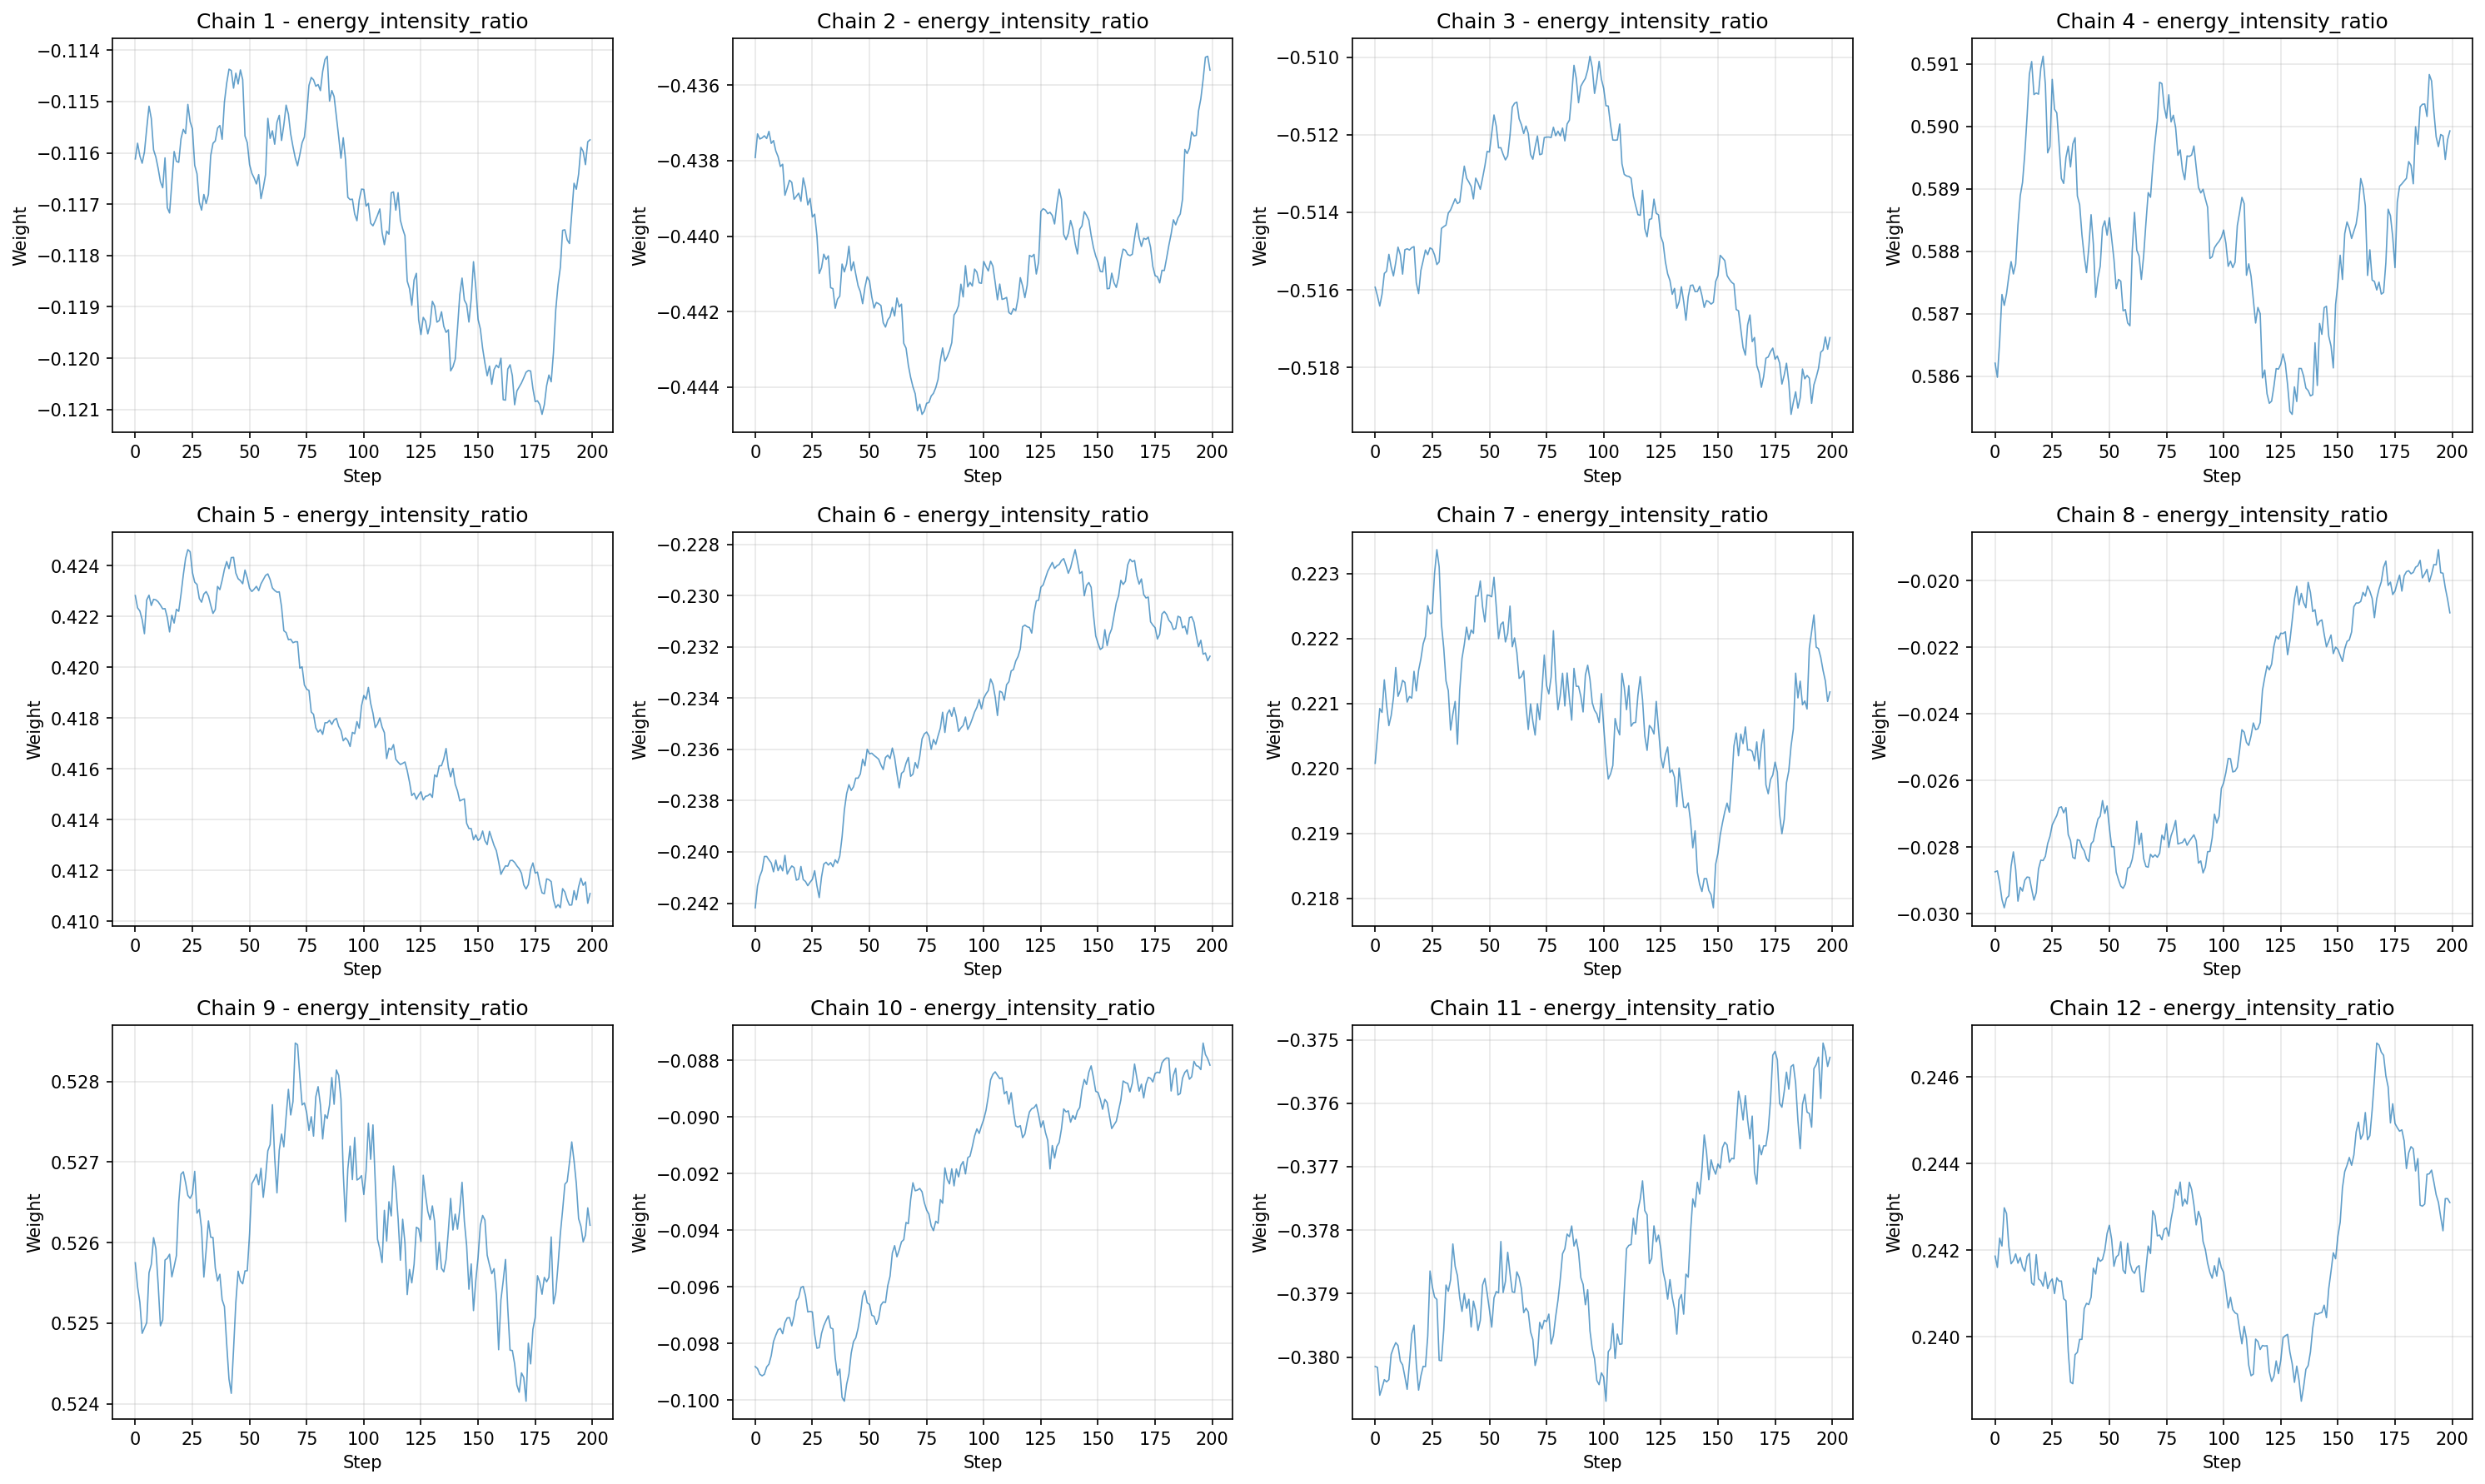 Chain 1 - energy_intensity_ratio
Weight
−0.114
−0.115
−0.116
−0.117
−0.118
−0.119
−0.120
−0.121
0 25 50 75 100 125 150 175 200
Step
Chain 2 - energy_intensity_ratio
Weight
−0.436
−0.438
−0.440
−0.442
−0.444
0 25 50 75 100 125 150 175 200
Step
Chain 3 - energy_intensity_ratio
Weight
−0.510
−0.512
−0.514
−0.516
−0.518
0 25 50 75 100 125 150 175 200
Step
Chain 4 - energy_intensity_ratio
Weight
0.591
0.590
0.589
0.588
0.587
0.586
0 25 50 75 100 125 150 175 200
Step
Chain 5 - energy_intensity_ratio
Weight
0.424
0.422
0.420
0.418
0.416
0.414
0.412
0.410
0 25 50 75 100 125 150 175 200
Step
Chain 6 - energy_intensity_ratio
Weight
−0.228
−0.230
−0.232
−0.234
−0.236
−0.238
−0.240
−0.242
0 25 50 75 100 125 150 175 200
Step
Chain 7 - energy_intensity_ratio
Weight
0.223
0.222
0.221
0.220
0.219
0.218
0 25 50 75 100 125 150 175 200
Step
Chain 8 - energy_intensity_ratio
Weight
−0.020
−0.022
−0.024
−0.026
−0.028
−0.030
0 25 50 75 100 125 150 175 200
Step
Chain 9 - energy_intensity_ratio
Weight
0.528
0.527
0.526
0.525
0.524
0 25 50 75 100 125 150 175 200
Step
Chain 10 - energy_intensity_ratio
Weight
−0.088
−0.090
−0.092
−0.094
−0.096
−0.098
−0.100
0 25 50 75 100 125 150 175 200
Step
Chain 11 - energy_intensity_ratio
Weight
−0.375
−0.376
−0.377
−0.378
−0.379
−0.380
0 25 50 75 100 125 150 175 200
Step
Chain 12 - energy_intensity_ratio
Weight
0.246
0.244
0.242
0.240
0 25 50 75 100 125 150 175 200
Step